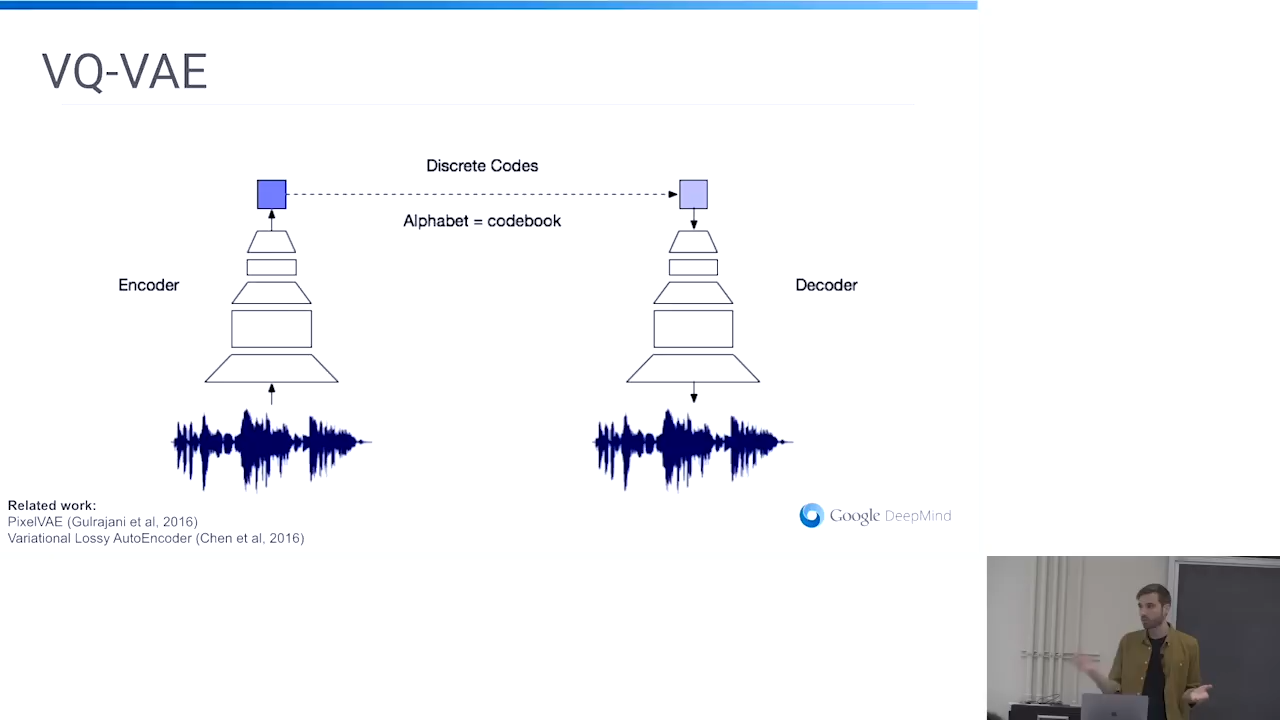 VQ-VAE
Discrete Codes
Alphabet = codebook
Encoder
Decoder
Related work:
PixelVAE (Gulrajani et al, 2016)
Variational Lossy AutoEncoder (Chen et al, 2016)
Google DeepMind